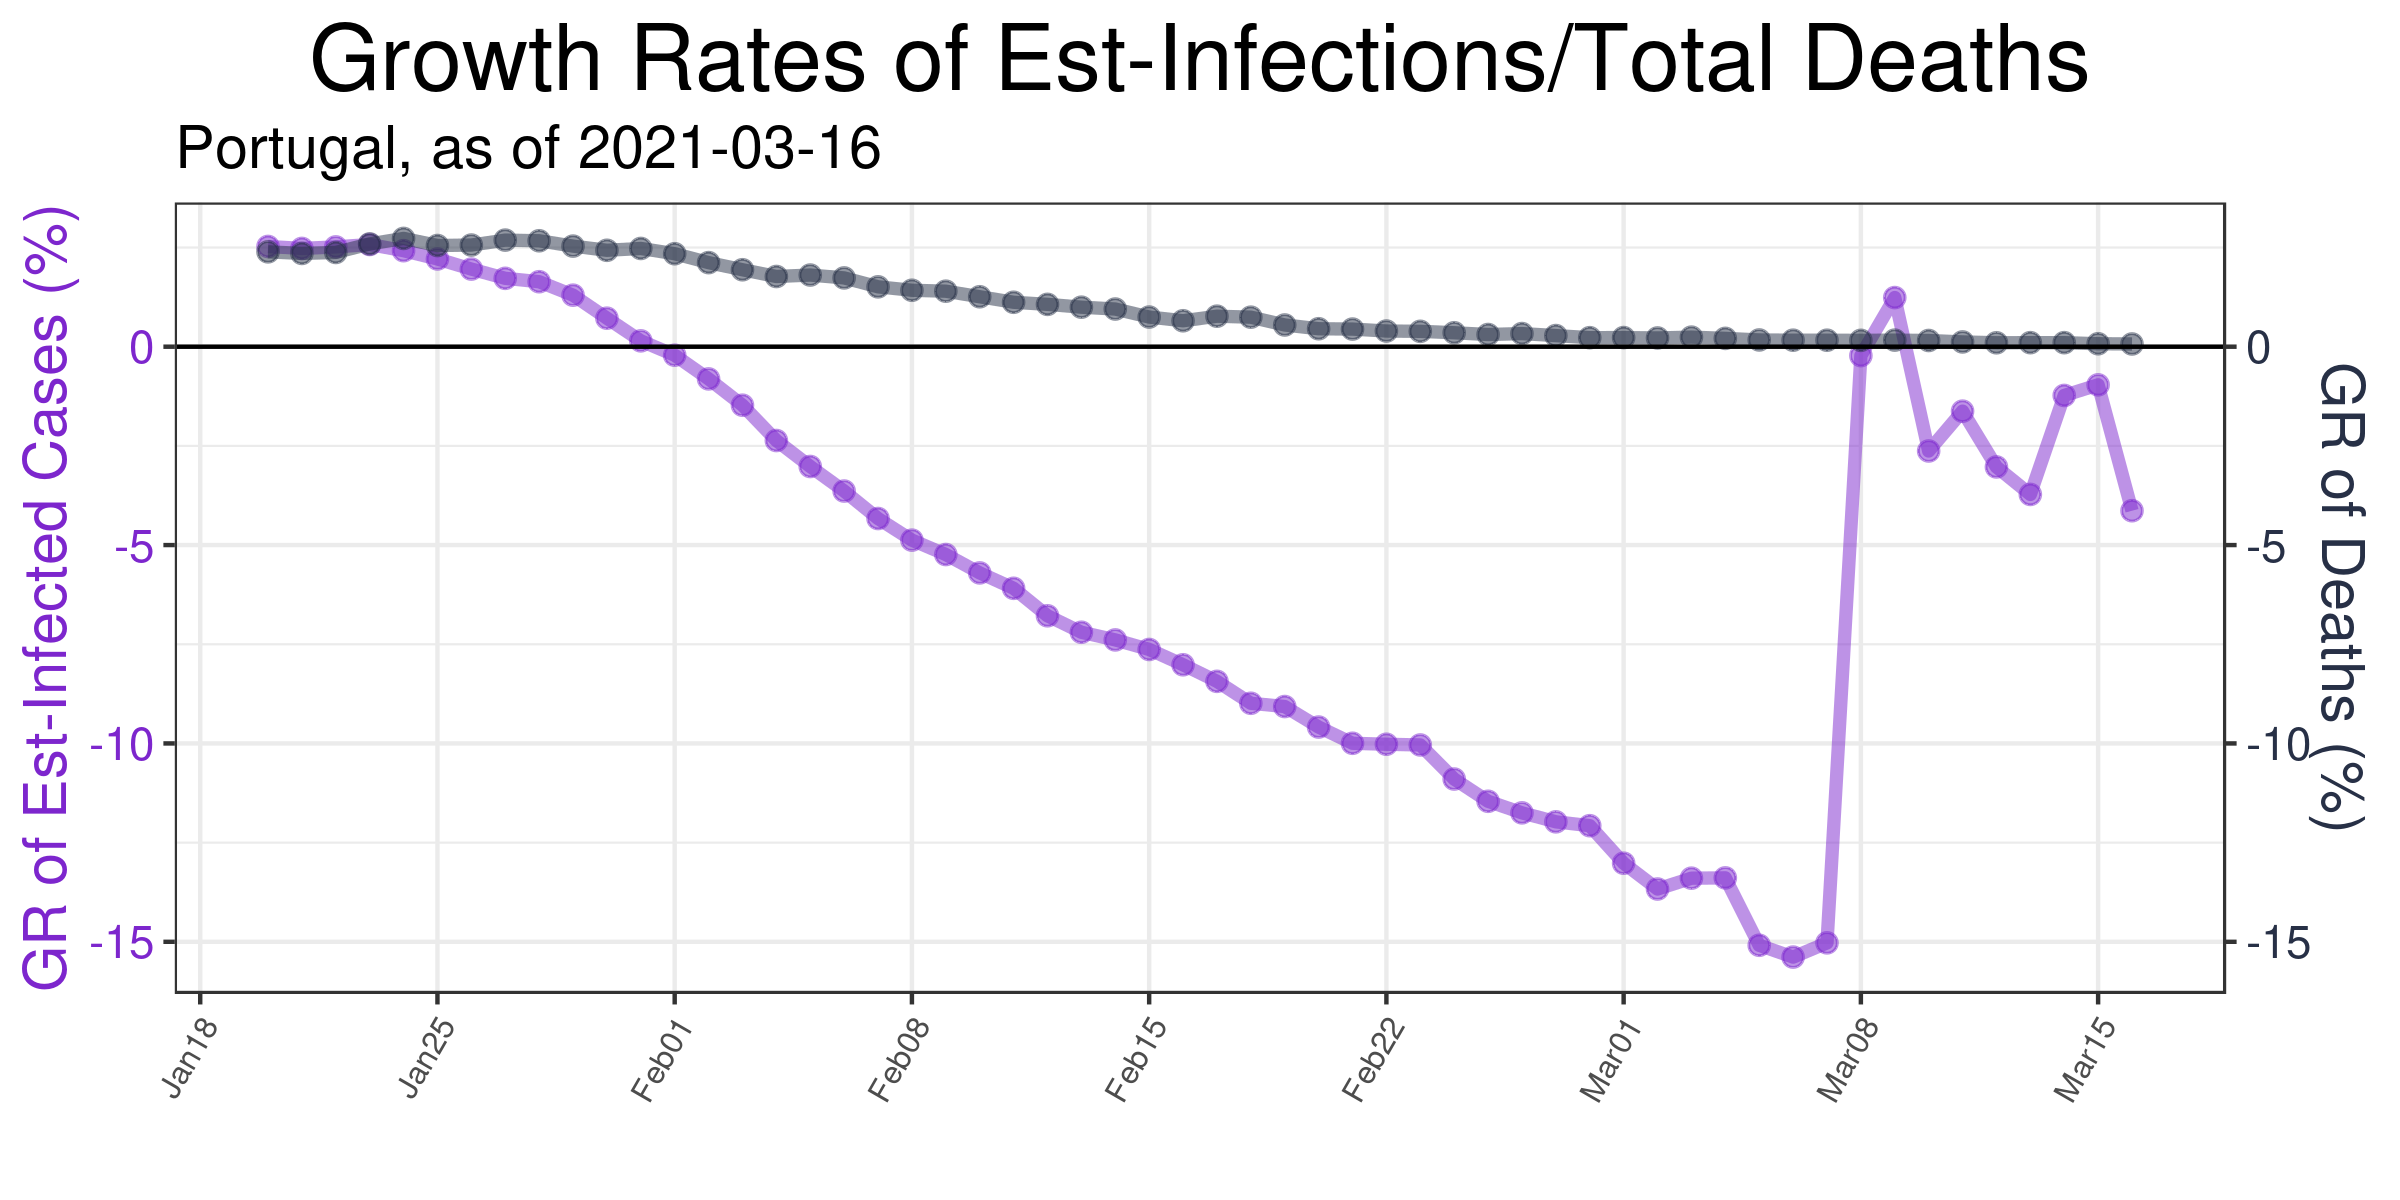 Growth Rates of Est-Infections/Total Deaths
Portugal, as of 2021-03-16
GR of Est-Infected Cases (%)
0
-5
-10
-15
0
-5
-10
-15
GR of Deaths (%)
Jan18
Jan25
Feb01
Feb08
Feb15
Feb22
Mar01
Mar08
Mar15